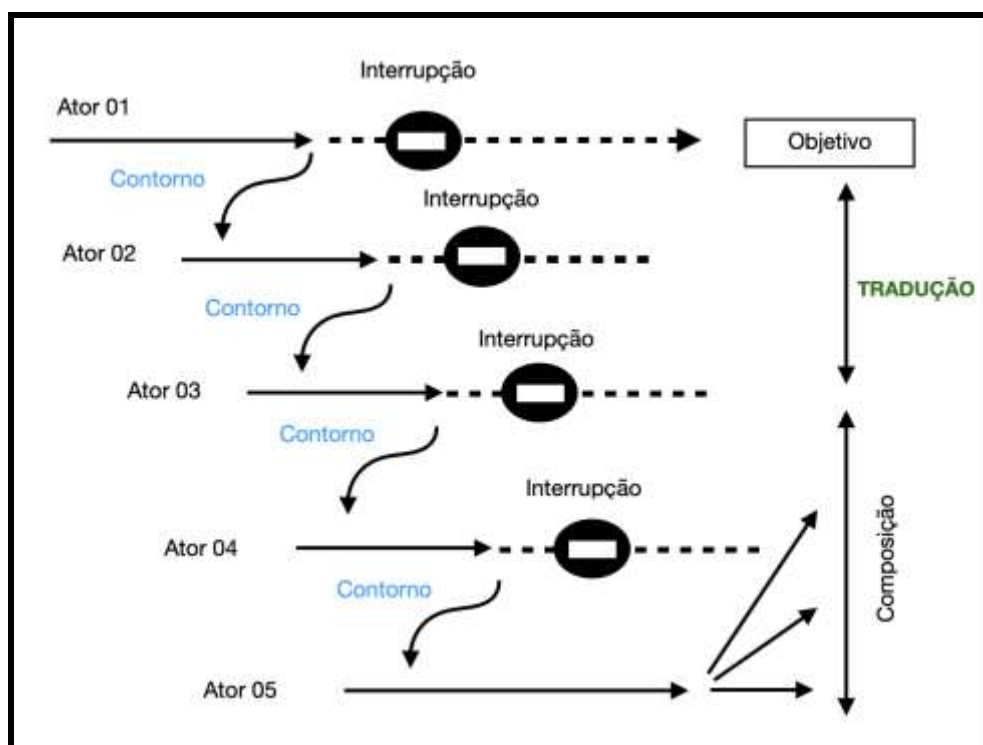 Interrupção
Ator 01
Objetivo
Contorno
Interrupção
Ator 02
TRADUÇÃO
Contorno
Interrupção
Ator 03
Contorno
Interrupção
Ator 04
Composição
Contorno
Ator 05